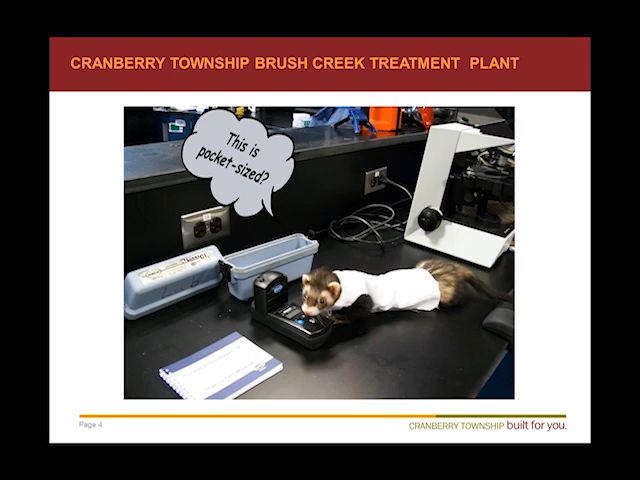 CRANBERRY TOWNSHIP BRUSH CREEK TREATMENT PLANT
This is
pocket-sized?
Page 4
CRANBERRY TOWNSHIP built for you.